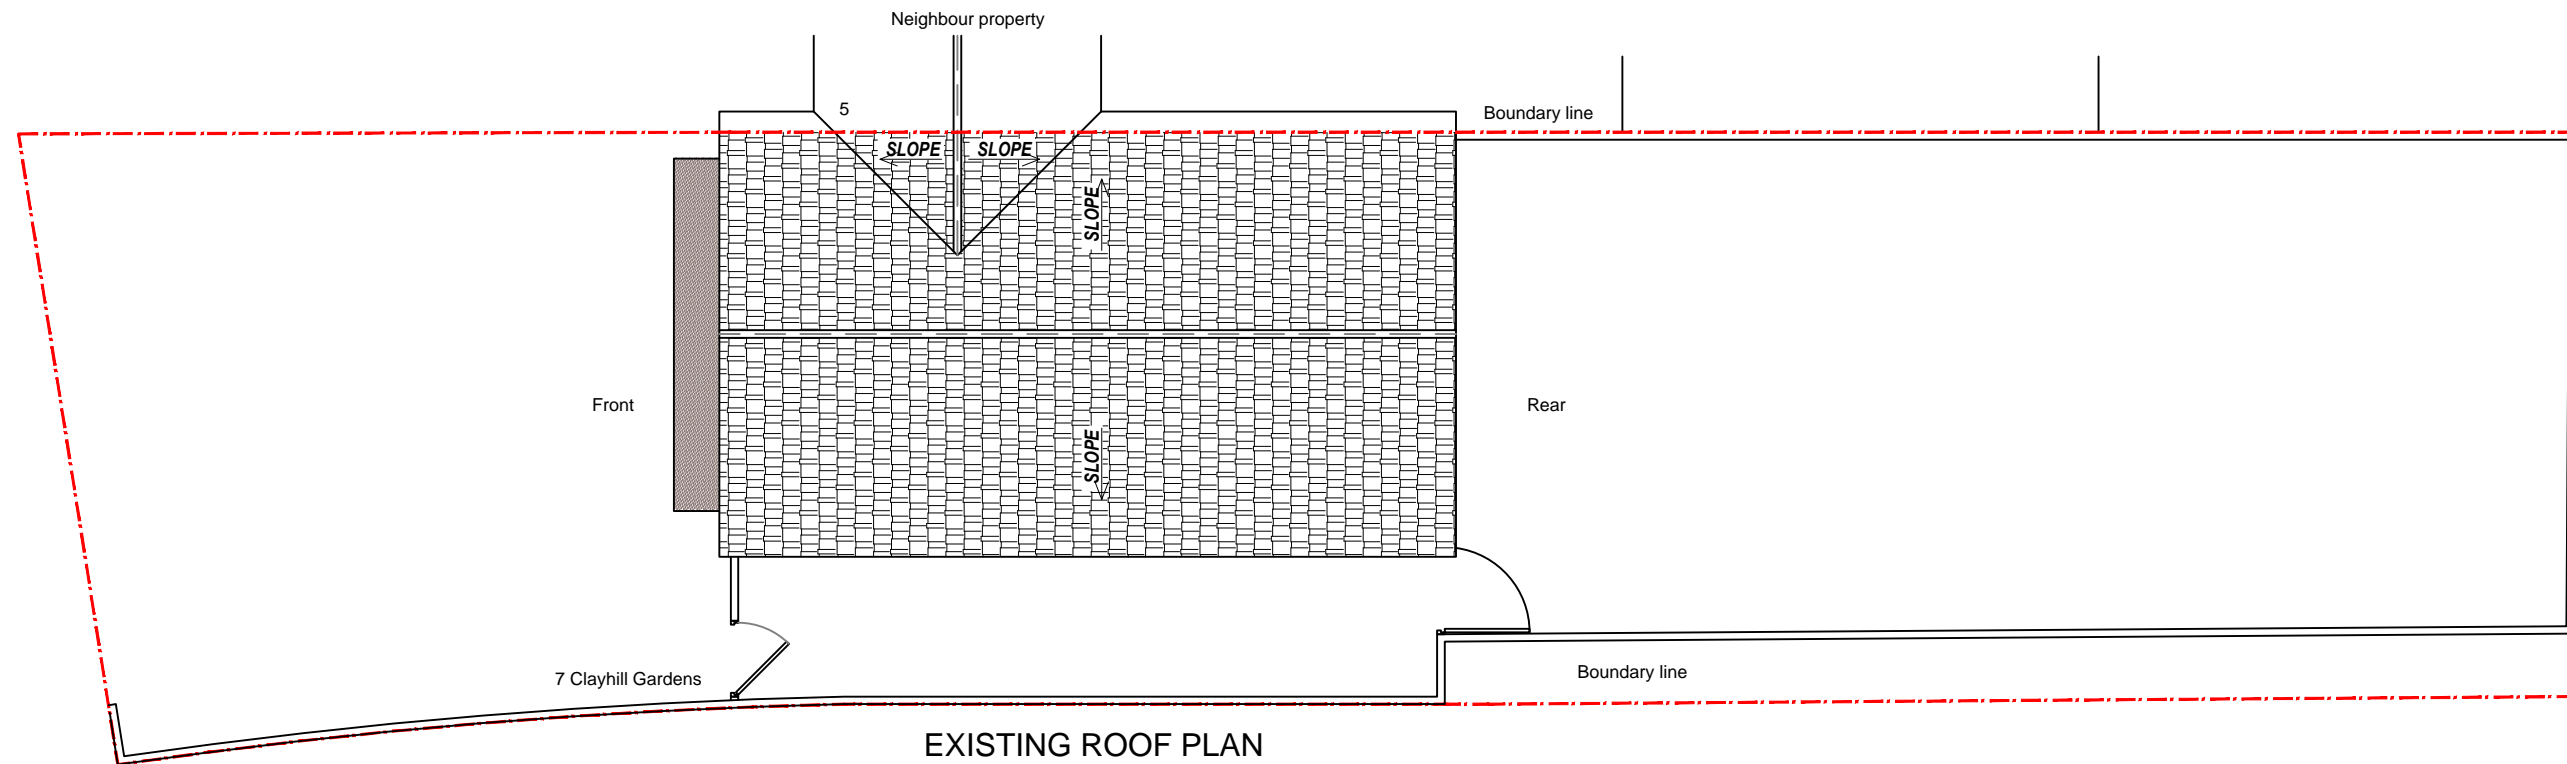 Neighbour property
5
Boundary line
SLOPE SLOPE
SLOPE
Front
Rear
SLOPE
7 Clayhill Gardens
Boundary line
EXISTING ROOF PLAN